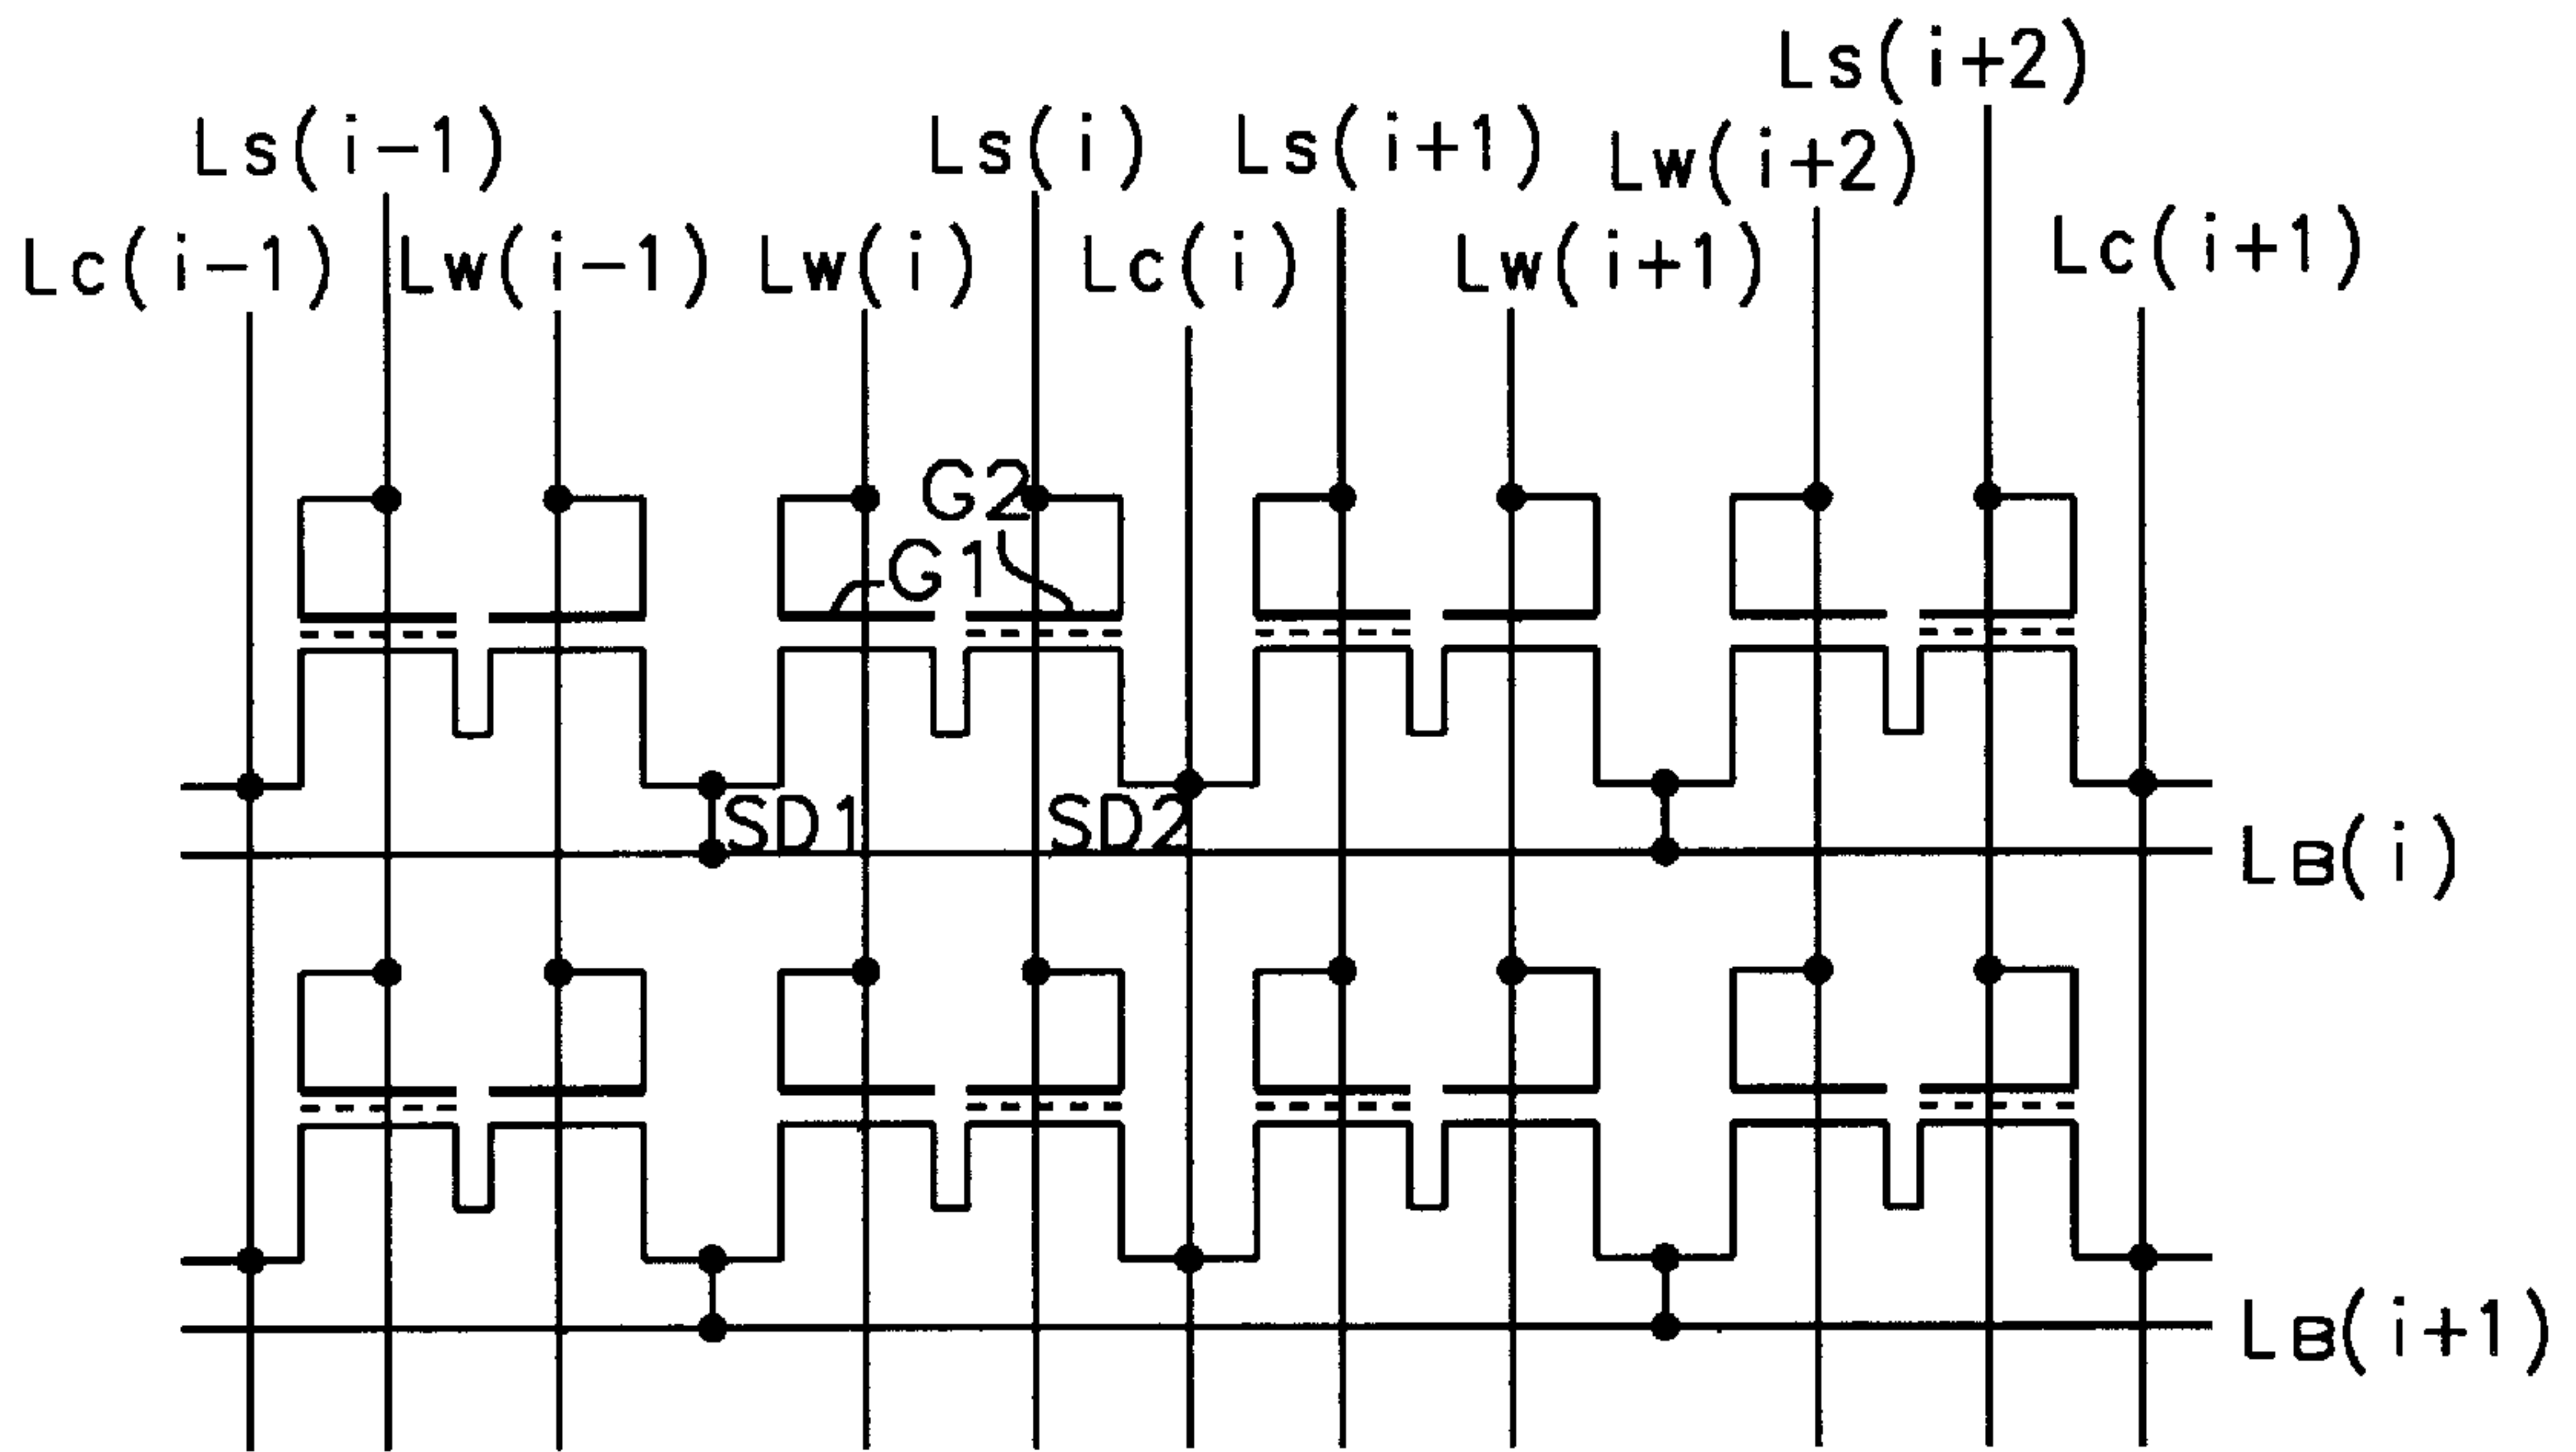 Ls(i+2)
Ls(i-1)
Ls(i)
Ls(i+1)
Lw(i+2)
Lc(i-1)
Lw(i-1)
Lw(i)
Lc(i)
Lw(i+1)
Lc(i+1)
G2
G1
SD1
SD2
LB(i)
LB(i+1)